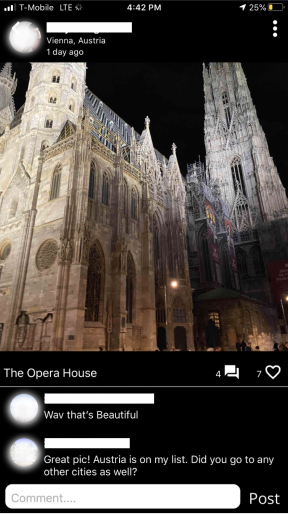 T-Mobile LTE
4:42 PM
25%
Vienna, Austria
1 day ago
The Opera House
4
7
Wav that's Beautiful
Great pic! Austria is on my list. Did you go to any
other cities as well?
Comment....
Post